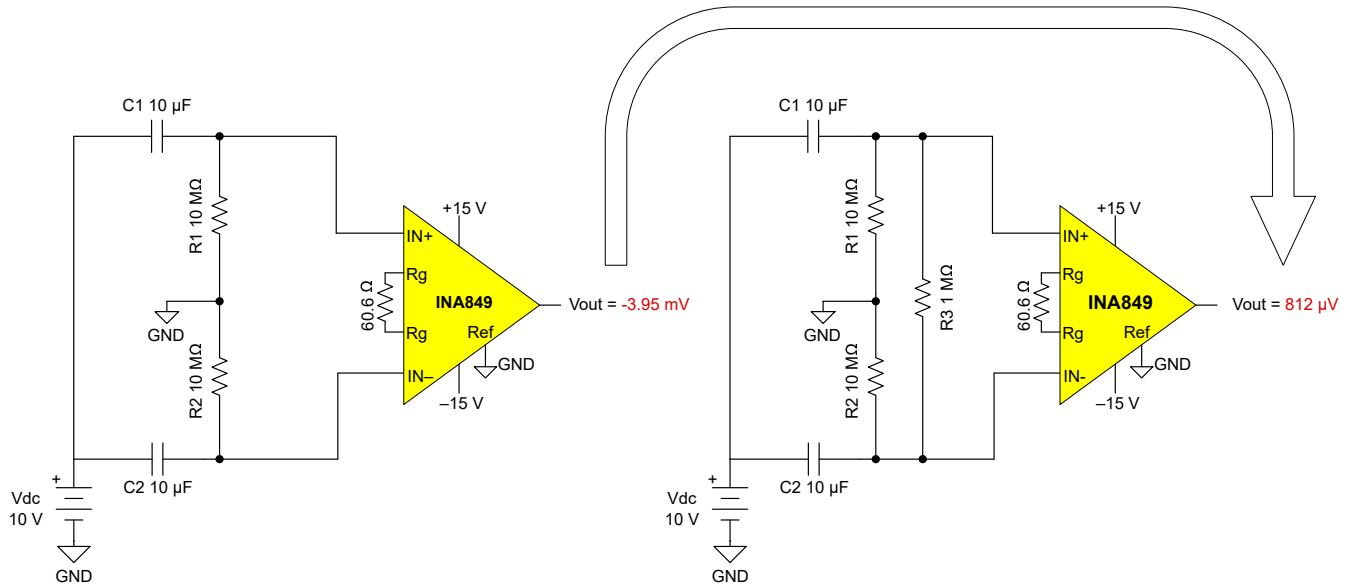 C1 10 µF
R1 10 MΩ
GND
R2 10 MΩ
C2 10 µF
+
Vdc
10 V
GND
+15 V
IN+
Rg
60.6 Ω
INA849
Rg
Ref
GND
IN–
–15 V
Vout = -3.95 mV
C1 10 µF
R1 10 MΩ
R3 1 MΩ
GND
R2 10 MΩ
C2 10 µF
+
Vdc
10 V
GND
+15 V
IN+
Rg
60.6 Ω
INA849
Rg
Ref
GND
IN-
–15 V
Vout = 812 µV